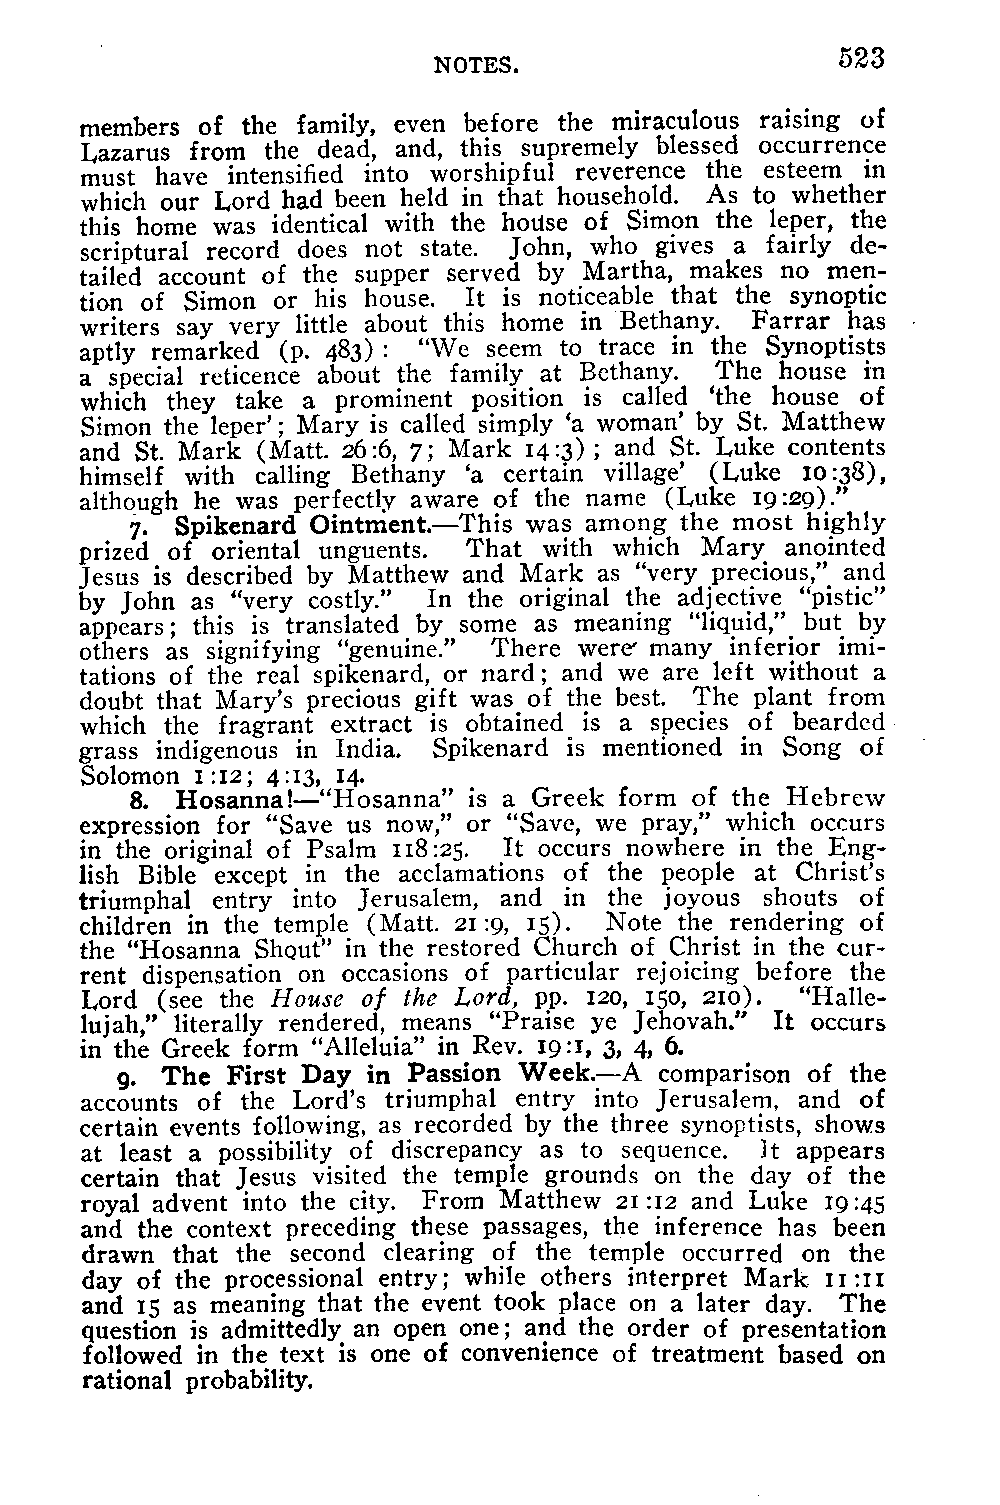 NOTES. 523
members of the family, even before the miraculous raising of
Lazarus from the dead, and, this supremely blessed occurrence
must have intensified into worshipful reverence the esteem in
which our Lord had been held in that household. As to whether
this home was identical with the house of Simon the leper, the
scriptural record does not state. John, who gives a fairly de-
tailed account of the supper served by Martha, makes no men-
tion of Simon or his house. It is noticeable that the synoptic
writers say very little about this home in Bethany. Farrar has
aptly remarked (p. 483) : "We seem to trace in the Synoptists
a special reticence about the family at Bethany. The house in
which they take a prominent position is called 'the house of
Simon the leper'; Mary is called simply 'a woman' by St. Matthew
and St. Mark (Matt. 26:6, 7; Mark 14:3) ; and St. Luke contents
himself with calling Bethany 'a certain village' (Luke 10:38),
although he was perfectly aware of the name (Luke 19:29)."
7. Spikenard Ointment.—This was among the most highly
prized of oriental unguents. That with which Mary anointed
Jesus is described by Matthew and Mark as "very precious," and
by John as "very costly." In the original the adjective "pistic"
appears; this is translated by some as meaning "liquid," but by
others as signifying "genuine." There were many inferior imi-
tations of the real spikenard, or nard; and we are left without a
doubt that Mary's precious gift was of the best. The plant from
which the fragrant extract is obtained is a species of bearded
grass indigenous in India. Spikenard is mentioned in Song of
Solomon 1:12; 4:13, 14.
8. Hosanna!—"Hosanna" is a Greek form of the Hebrew
expression for "Save us now," or "Save, we pray," which occurs
in the original of Psalm 118:25. It occurs nowhere in the Eng-
lish Bible except in the acclamations of the people at Christ's
triumphal entry into Jerusalem, and in the joyous shouts of
children in the temple (Matt. 21:9, 15). Note the rendering of
the "Hosanna Shout" in the restored Church of Christ in the cur-
rent dispensation on occasions of particular rejoicing before the
Lord (see the House of the Lord, pp. 120, 150, 210). "Halle-
lujah," literally rendered, means "Praise ye Jehovah." It occurs
in the Greek form "Alleluia" in Rev. 19:1, 3, 4, 6.
9. The First Day in Passion Week.—A comparison of the
accounts of the Lord's triumphal entry into Jerusalem, and of
certain events following, as recorded by the three synoptists, shows
at least a possibility of discrepancy as to sequence. It appears
certain that Jesus visited the temple grounds on the day of the
royal advent into the city. From Matthew 21:12 and Luke 19:45
and the context preceding these passages, the inference has been
drawn that the second clearing of the temple occurred on the
day of the processional entry; while others interpret Mark 11:11
and 15 as meaning that the event took place on a later day. The
question is admittedly an open one; and the order of presentation
followed in the text is one of convenience of treatment based on
rational probability.